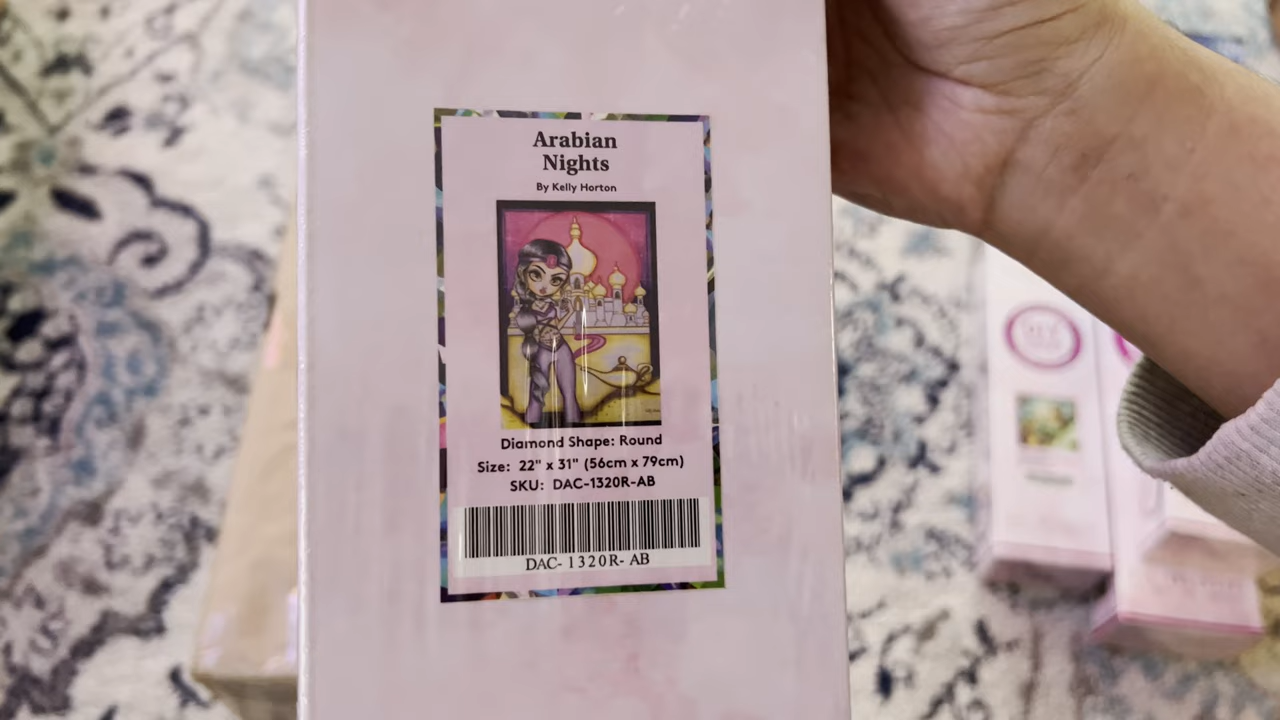 Arabian
Nights
By Kelly Horton
Diamond Shape: Round
Size: 22" x 31" (56cm x 79cm)
SKU: DAC-1320R-AB
DAC- 1320R- AB